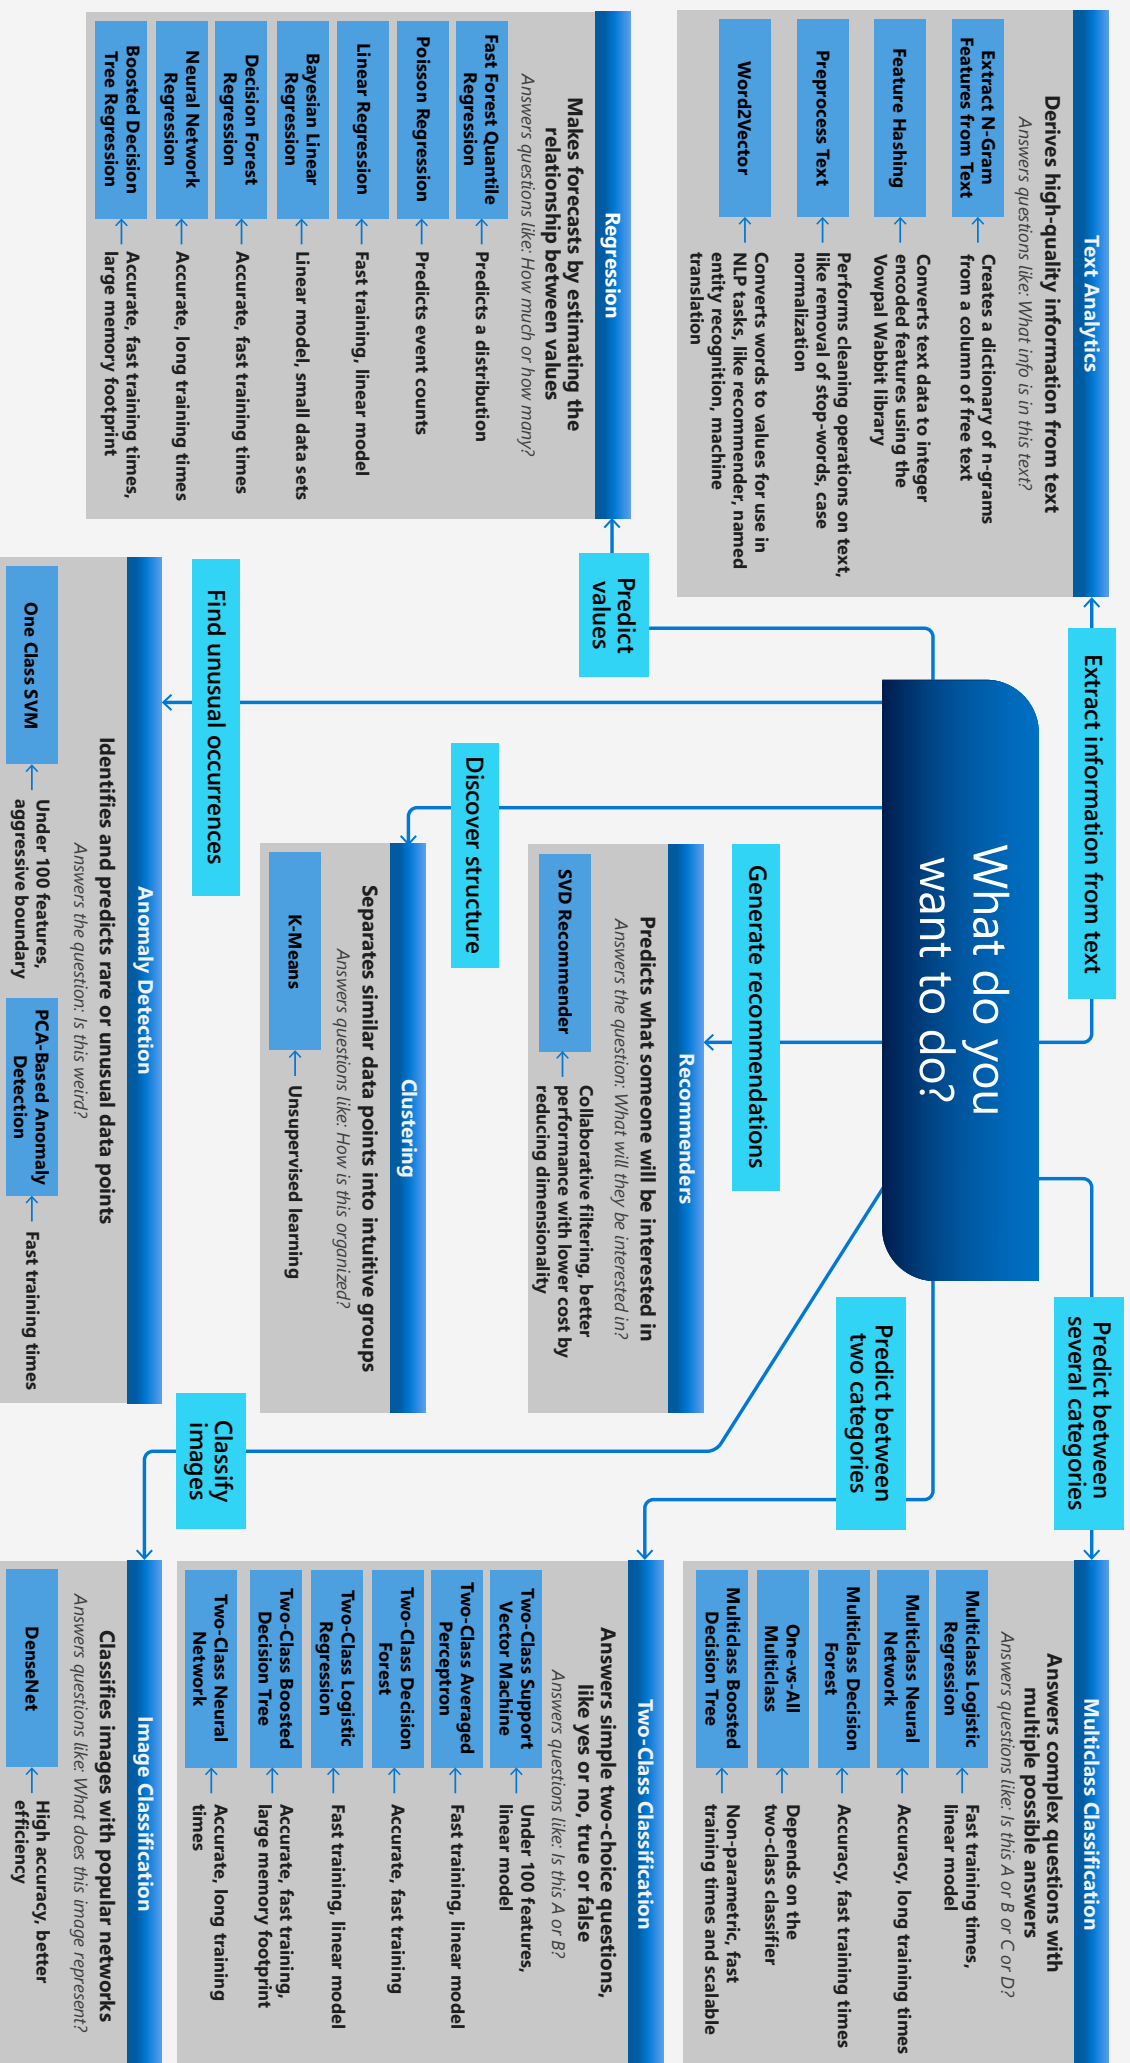 What do you
want to do?
Extract information from text
Text Analytics
Derives high-quality information from text
Answers questions like: What info is in this text?
Extract N-Gram
Features from Text
Creates a dictionary of n-grams
from a column of free text
Feature Hashing
Converts text data to integer
encoded features using the
Vowpal Wabbit library
Preprocess Text
Performs cleaning operations on text,
like removal of stop-words, case
normalization
Word2Vector
Converts words to values for use in
NLP tasks, like recommender, named
entity recognition, machine
translation
Predict
values
Regression
Makes forecasts by estimating the
relationship between values
Answers questions like: How much or how many?
Fast Forest Quantile
Regression
Predicts a distribution
Poisson Regression
Predicts event counts
Linear Regression
Fast training, linear model
Bayesian Linear
Regression
Linear model, small data sets
Decision Forest
Regression
Accurate, fast training times
Neural Network
Regression
Accurate, long training times
Boosted Decision
Tree Regression
Accurate, fast training times,
large memory footprint
Generate recommendations
Recommenders
Predicts what someone will be interested in
Answers the question: What will they be interested in?
SVD Recommender
Collaborative filtering, better
performance with lower cost by
reducing dimensionality
Discover structure
Clustering
Separates similar data points into intuitive groups
Answers questions like: How is this organized?
K-Means
Unsupervised learning
Find unusual occurrences
Anomaly Detection
Identifies and predicts rare or unusual data points
Answers the question: Is this weird?
One Class SVM
Under 100 features,
aggressive boundary
PCA-Based Anomaly
Detection
Fast training times
Predict between
several categories
Multiclass Classification
Answers complex questions with
multiple possible answers
Answers questions like: Is this A or B or C or D?
Multiclass Logistic
Regression
Fast training times,
linear model
Multiclass Neural
Network
Accuracy, long training times
Multiclass Decision
Forest
Accuracy, fast training times
One-vs-All
Multiclass
Depends on the
two-class classifier
Multiclass Boosted
Decision Tree
Non-parametric, fast
training times and scalable
Predict between
two categories
Two-Class Classification
Answers simple two-choice questions,
like yes or no, true or false
Answers questions like: Is this A or B?
Two-Class Support
Vector Machine
Under 100 features,
linear model
Two-Class Averaged
Perceptron
Fast training, linear model
Two-Class Decision
Forest
Accurate, fast training
Two-Class Logistic
Regression
Fast training, linear model
Two-Class Boosted
Decision Tree
Accurate, fast training,
large memory footprint
Two-Class Neural
Network
Accurate, long training
times
Classify
images
Image Classification
Classifies images with popular networks
Answers questions like: What does this image represent?
DenseNet
High accuracy, better
efficiency